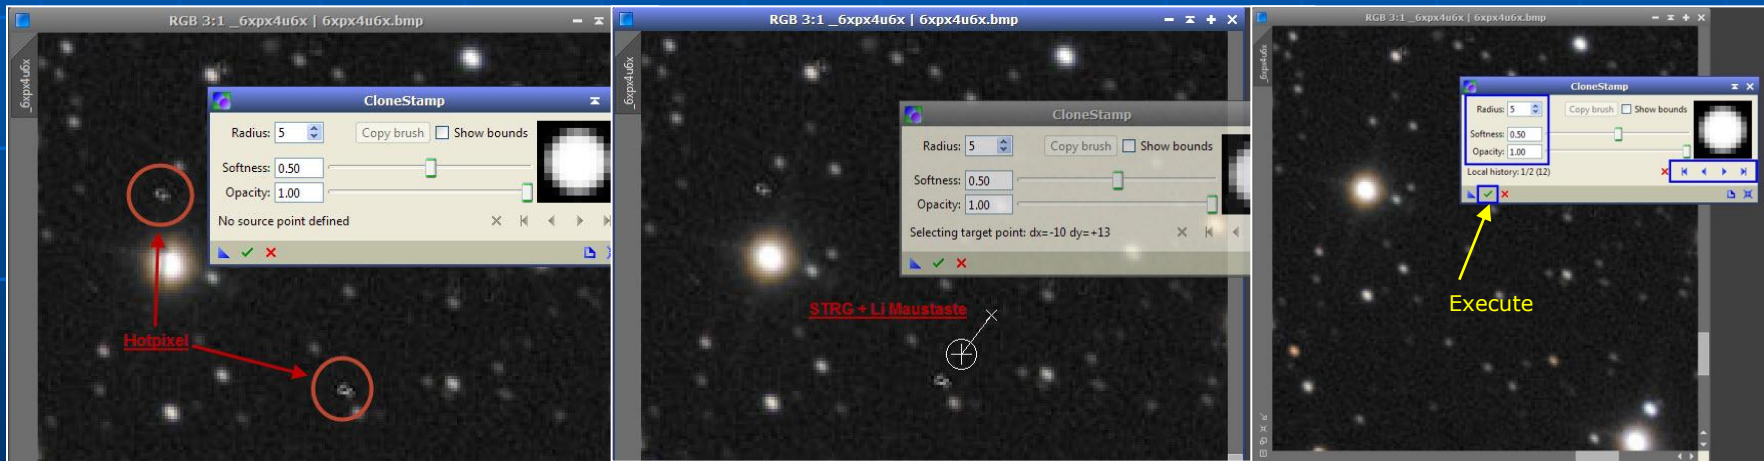 RGB 3:1 _6xpx4u6x | 6xpx4u6x.bmp
_6xpx4u6x
CloneStamp
Radius: 5
Copy brush
Show bounds
Softness: 0.50
Opacity: 1.00
No source point defined
Hotpixel
RGB 3:1 _6xpx4u6x | 6xpx4u6x.bmp
_6xpx4u6x
CloneStamp
Radius: 5
Copy brush
Show bounds
Softness: 0.50
Opacity: 1.00
Selecting target point: dx=-10 dy=+13
STRG + Li Maustaste
RGB 3:1 _6xpx4u6x | 6xpx4u6x.bmp
CloneStamp
Radius: 5
Copy brush
Show bounds
Softness: 0.50
Opacity: 1.00
Local history: 1/2 (12)
Execute